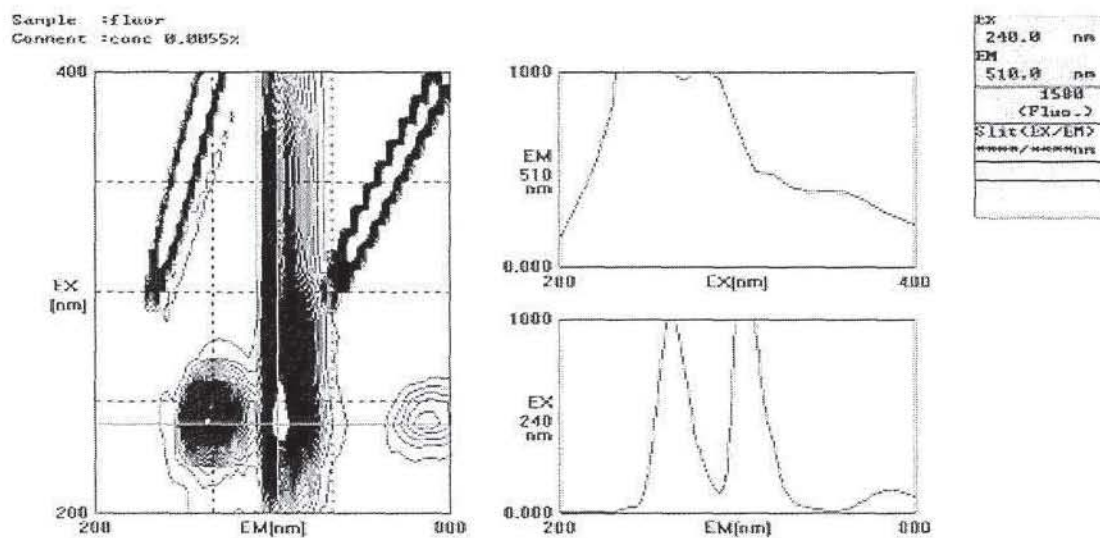 Sample :fluor
Comment :conc 0.0055%
400
EX
[nm]
200
200
EM[nm]
800
1000
EM
510
nm
0.000
200
EX[nm]
400
1000
EX
240
nm
0.000
200
EM[nm]
800
EX
240.0 nm
EM
510.0 nm
1500
(Fluo.)
Slit(EX/EM)
****/****nm